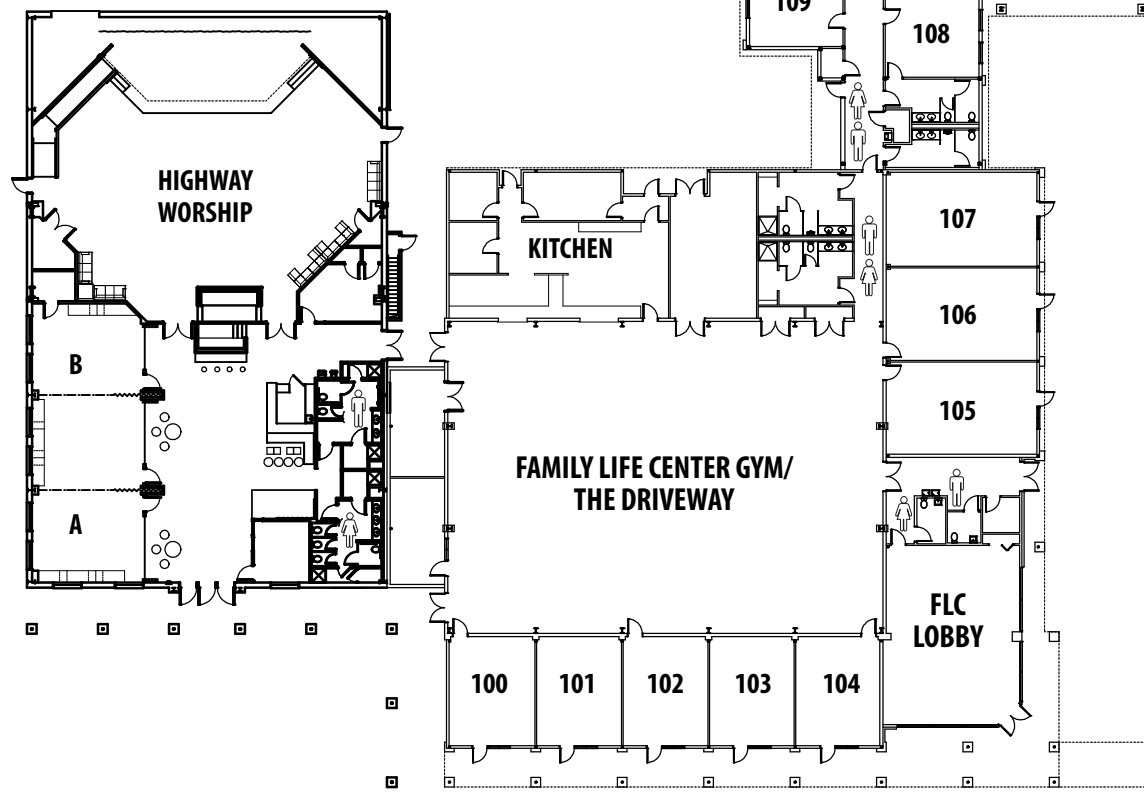 109
108
HIGHWAY
WORSHIP
107
KITCHEN
106
B
105
FAMILY LIFE CENTER GYM/
THE DRIVEWAY
A
FLC
LOBBY
100
101
102
103
104